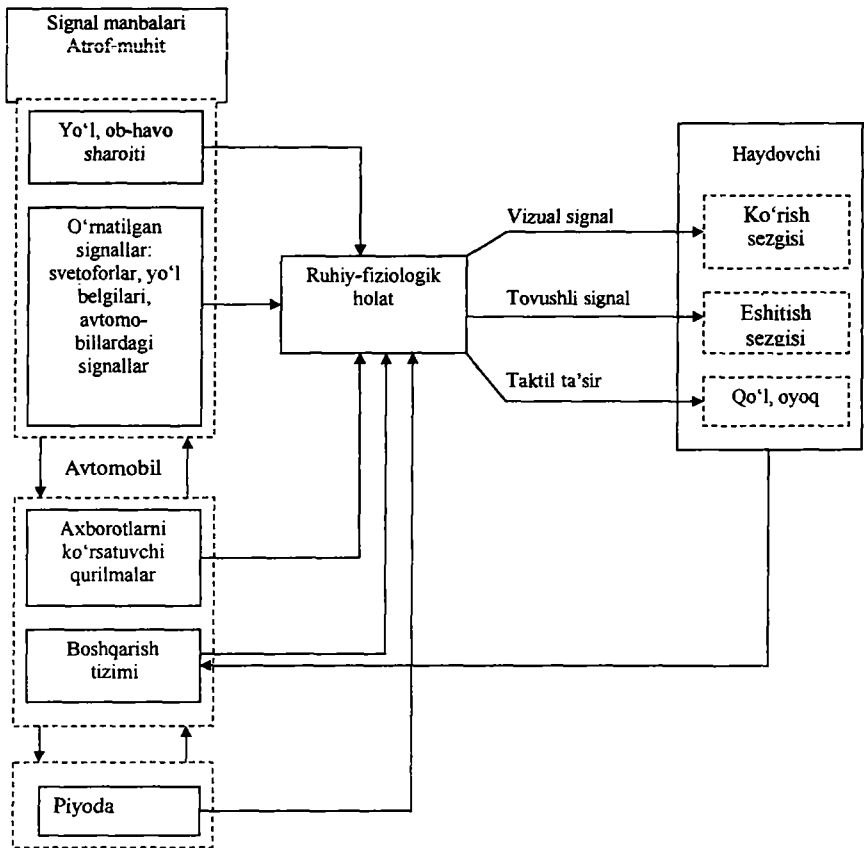 Signal manbalari
Atrof-muhit
Yo‘l, ob-havo
sharoiti
O‘rnatilgan
signallar:
svetoforlar, yo‘l
belgilari,
avtomo-
billardagi
signallar
Avtomobil
Axborotlarni
ko‘rsatuvchi
qurilmalar
Boshqarish
tizimi
Piyoda
Ruhiy-fiziologik
holat
Vizual signal
Tovushli signal
Taktil ta’sir
Haydovchi
Ko‘rish
sezgisi
Eshitish
sezgisi
Qo‘l, oyoq